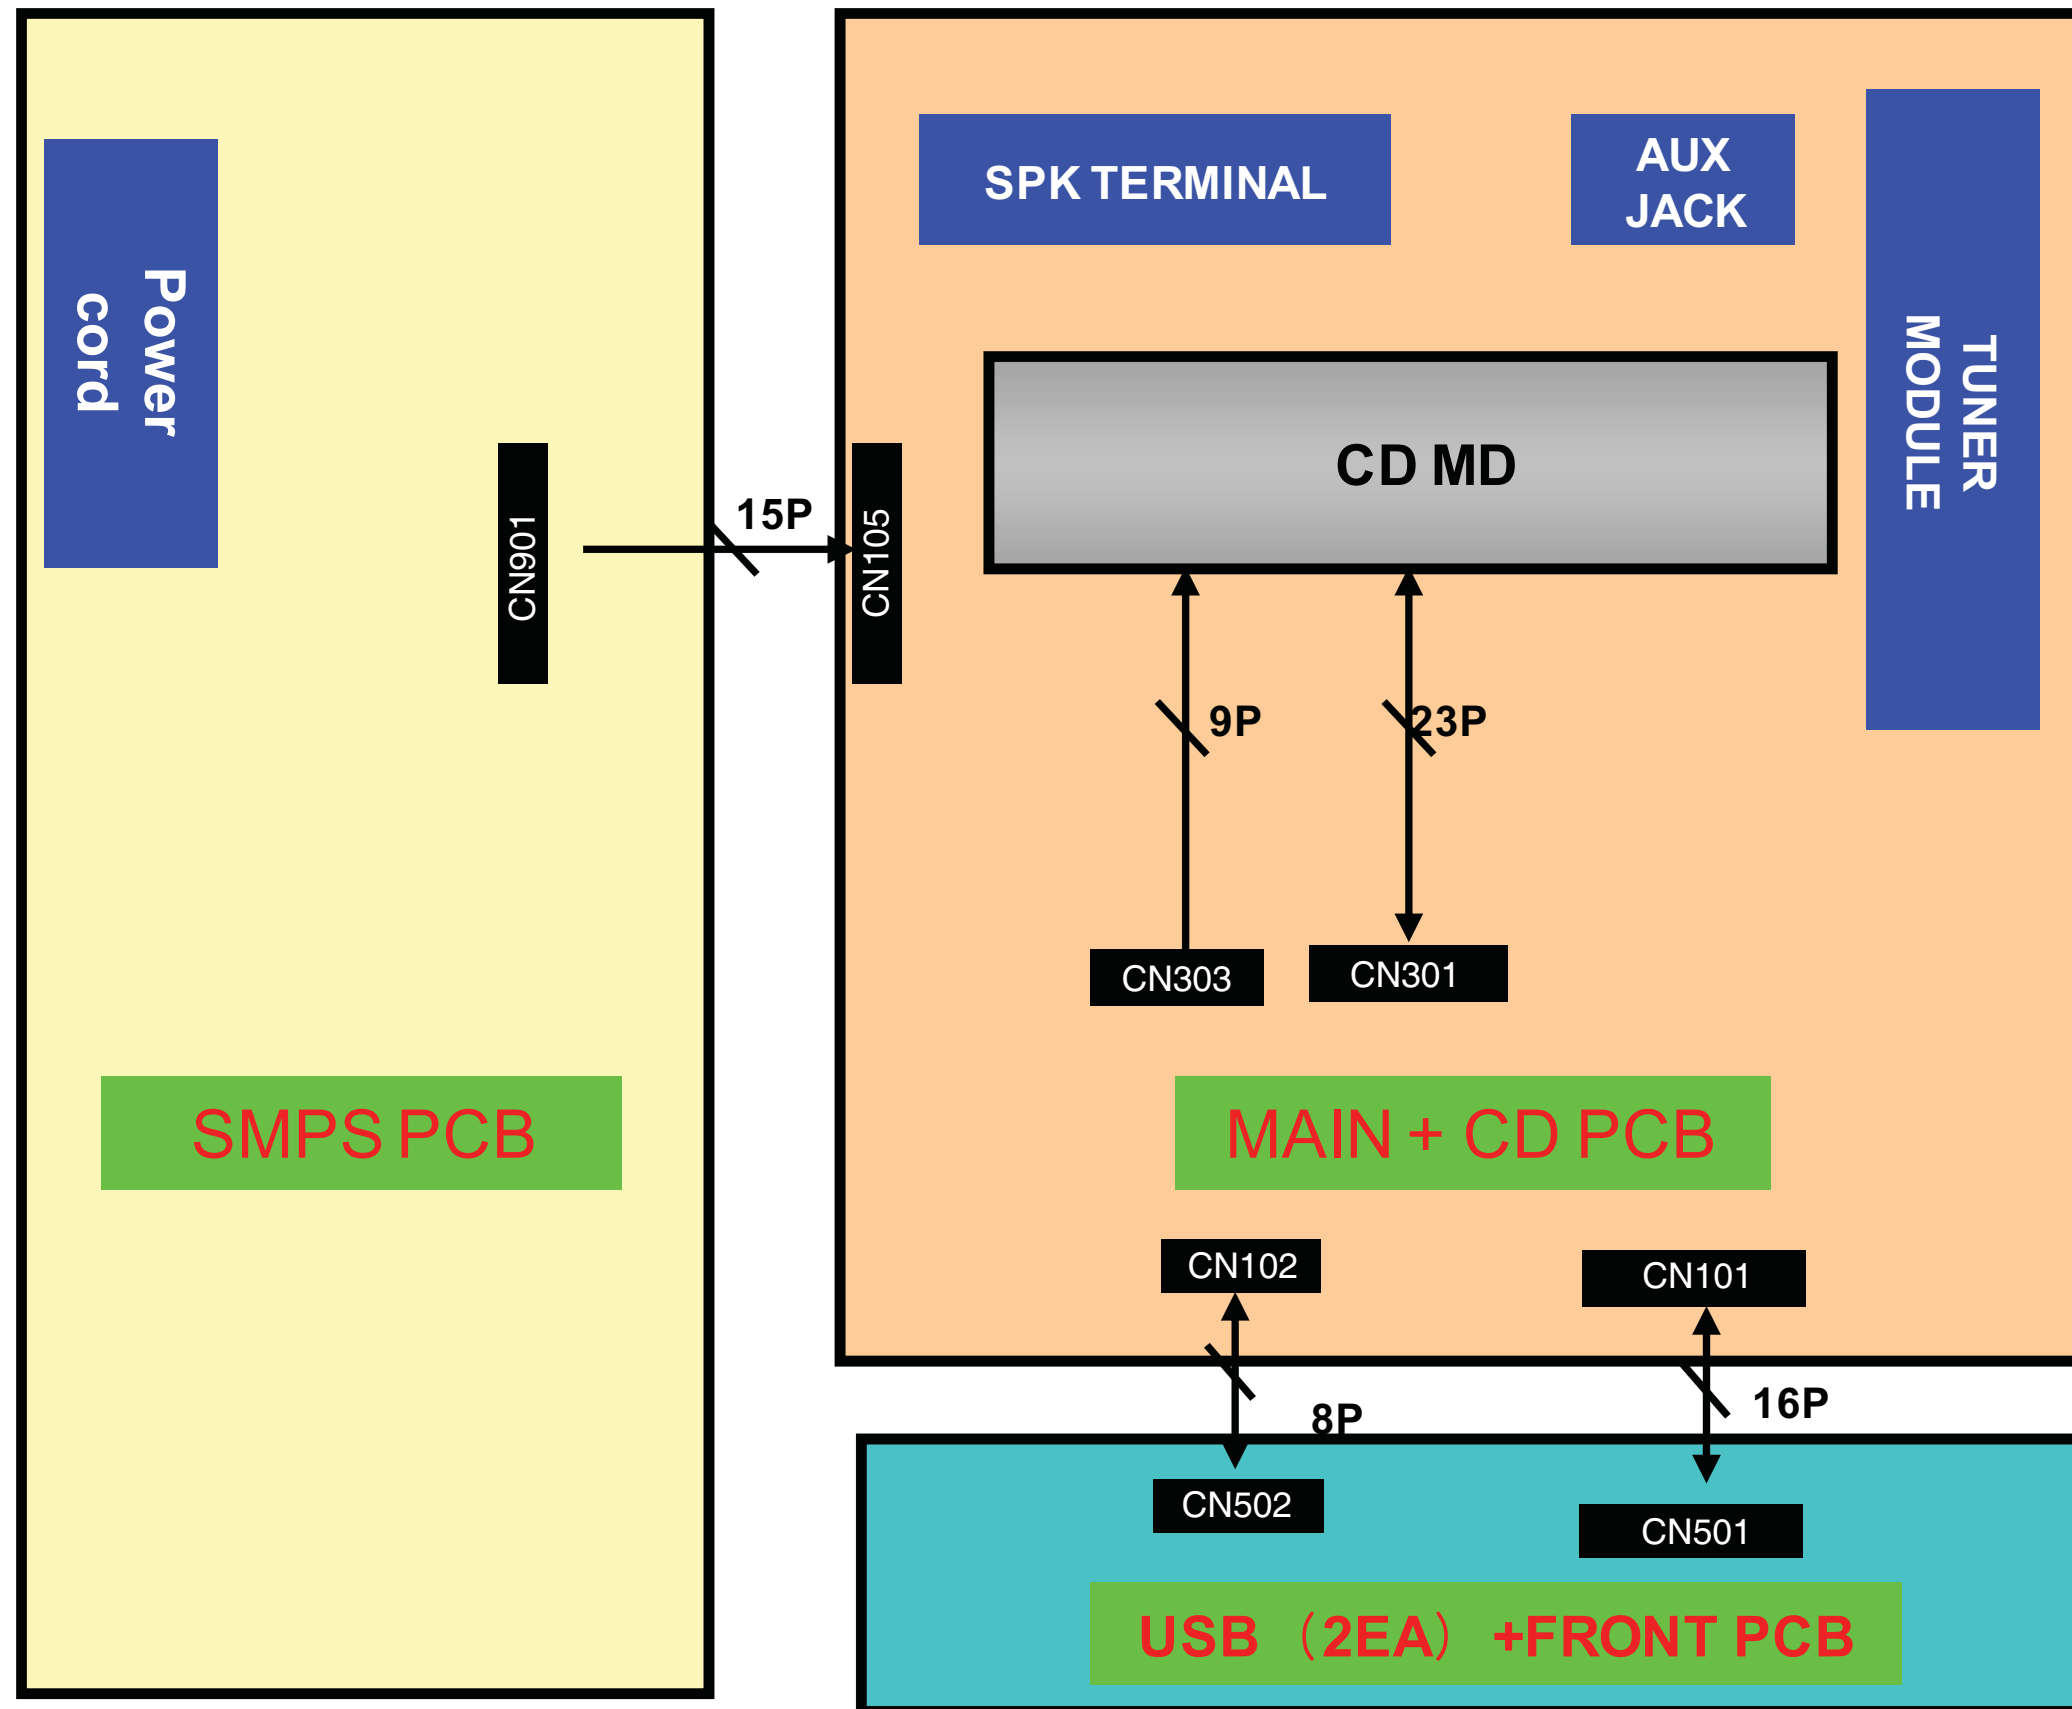 Power
cord
CN901
15P
CN105
SPK TERMINAL
AUX
JACK
TUNER
MODULE
CD MD
9P
23P
CN303
CN301
SMPS PCB
MAIN + CD PCB
CN102
CN101
8P
16P
CN502
CN501
USB（2EA）+FRONT PCB